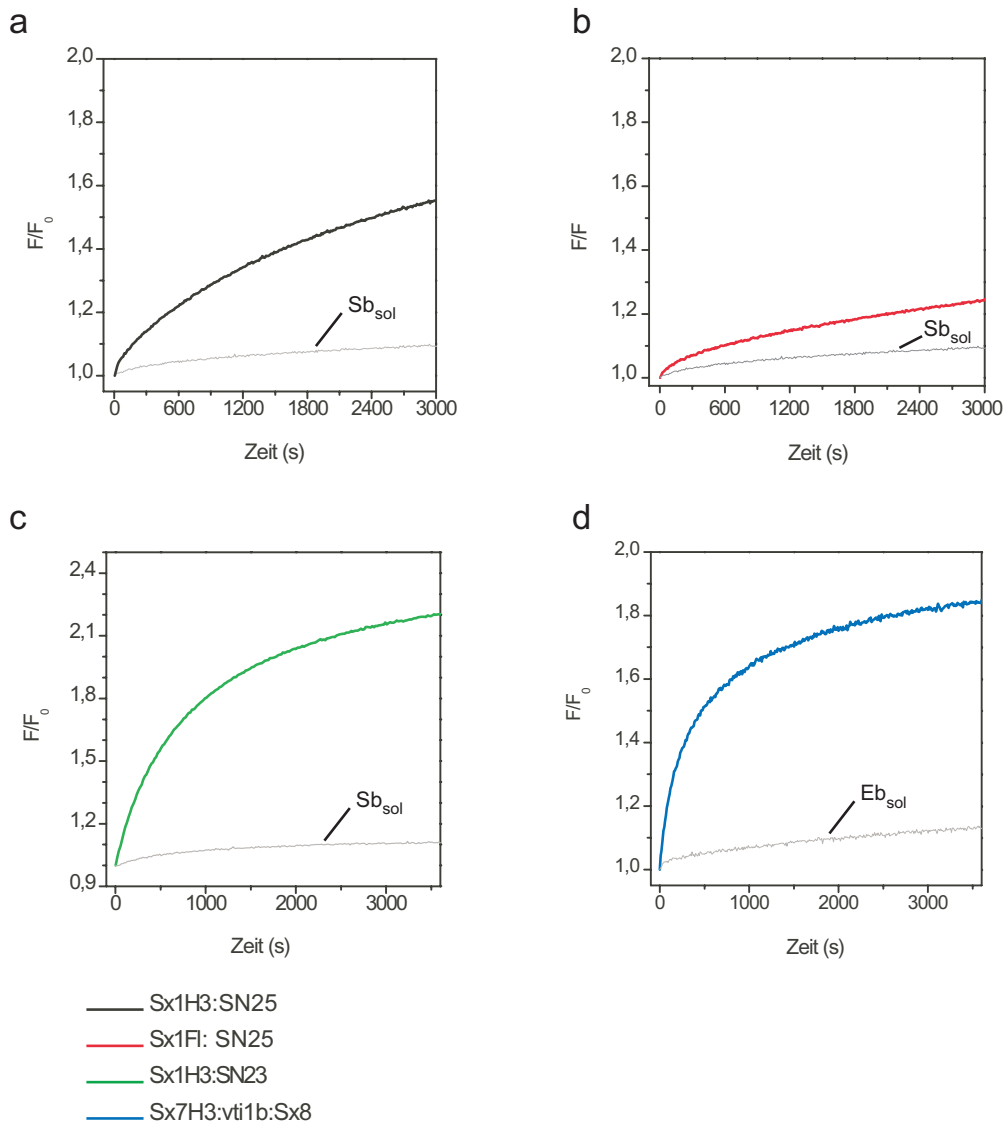 a
2,0
1,8
1,6
1,4
1,2
1,0
F/F0
Sbsol
0 600 1200 1800 2400 3000
Zeit (s)
b
2,0
1,8
1,6
1,4
1,2
1,0
F/F
Sbsol
0 600 1200 1800 2400 3000
Zeit (s)
c
2,4
2,1
1,8
1,5
1,2
0,9
F/F0
Sbsol
0 1000 2000 3000
Zeit (s)
d
2,0
1,8
1,6
1,4
1,2
1,0
F/F0
Ebsol
0 1000 2000 3000
Zeit (s)
Sx1H3:SN25
Sx1Fl: SN25
Sx1H3:SN23
Sx7H3:vti1b:Sx8